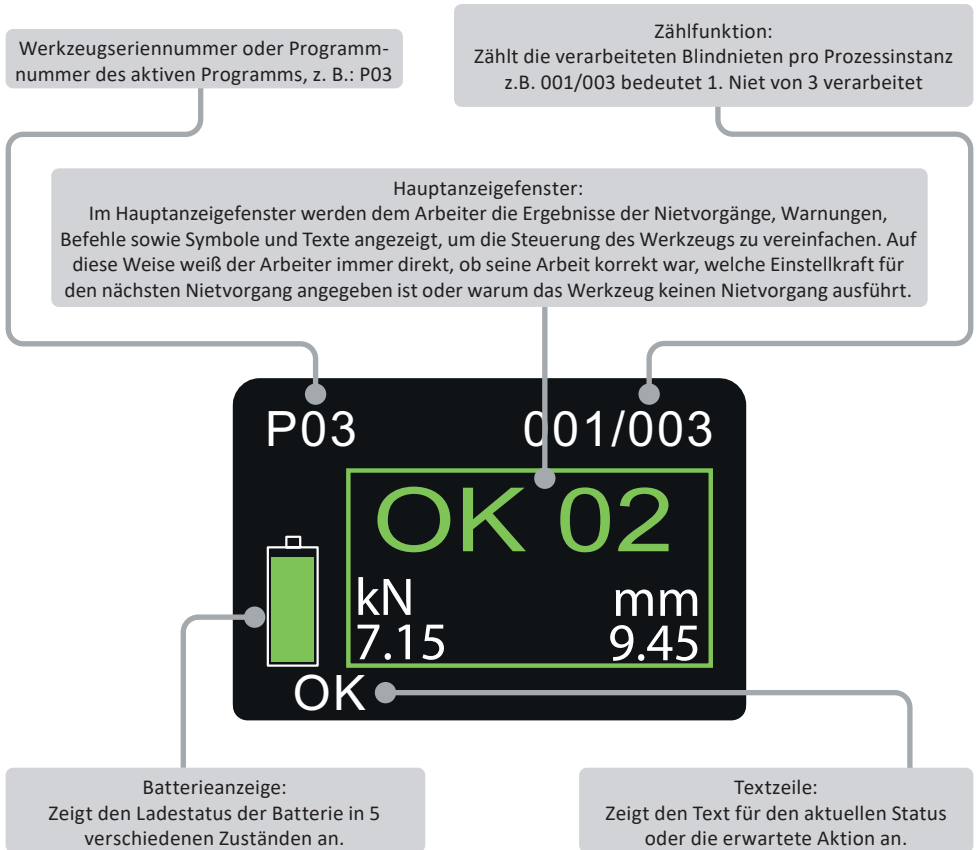 Werkzeugseriennummer oder Programm-
nummer des aktiven Programms, z. B.: P03
Zählfunktion:
Zählt die verarbeiteten Blindnieten pro Prozessinstanz
z.B. 001/003 bedeutet 1. Niet von 3 verarbeitet
Hauptanzeigefenster:
Im Hauptanzeigefenster werden dem Arbeiter die Ergebnisse der Nietvorgänge, Warnungen,
Befehle sowie Symbole und Texte angezeigt, um die Steuerung des Werkzeugs zu vereinfachen. Auf
diese Weise weiß der Arbeiter immer direkt, ob seine Arbeit korrekt war, welche Einstellkraft für
den nächsten Nietvorgang angegeben ist oder warum das Werkzeug keinen Nietvorgang ausführt.
P03 001/003
OK 02
kN mm
7.15 9.45
OK
Batterieanzeige:
Zeigt den Ladestatus der Batterie in 5
verschiedenen Zuständen an.
Textzeile:
Zeigt den Text für den aktuellen Status
oder die erwartete Aktion an.